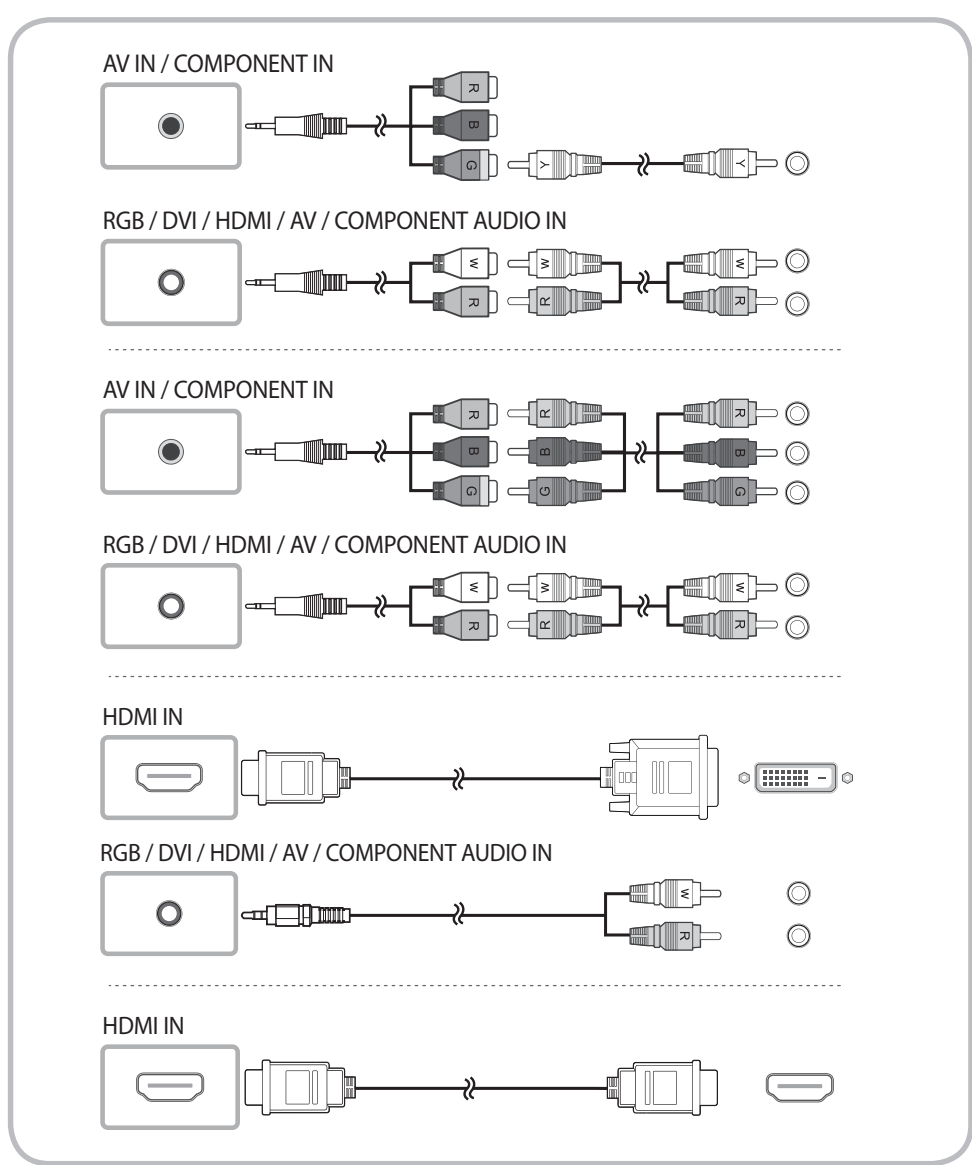 AV IN / COMPONENT IN
R
B
G Y Y
RGB / DVI / HDMI / AV / COMPONENT AUDIO IN
W W W
R R R
AV IN / COMPONENT IN
R R R
B B B
G G G
RGB / DVI / HDMI / AV / COMPONENT AUDIO IN
W W W
R R R
HDMI IN
RGB / DVI / HDMI / AV / COMPONENT AUDIO IN
W
R
HDMI IN